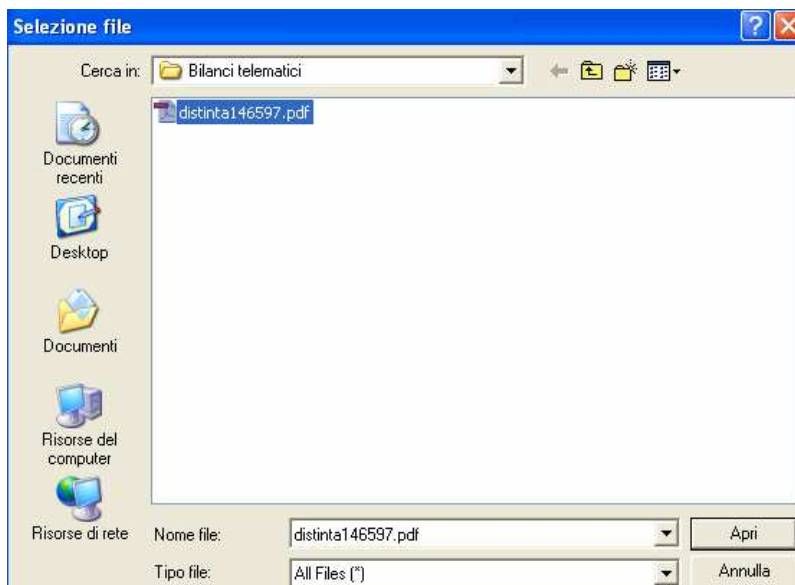 Selezione file
Cerca in: Bilanci telematici
distinta146597.pdf
Documenti
recenti
Desktop
Documenti
Risorse del
computer
Risorse di rete
Nome file: distinta146597.pdf Apri
Tipo file: All Files (*) Annulla